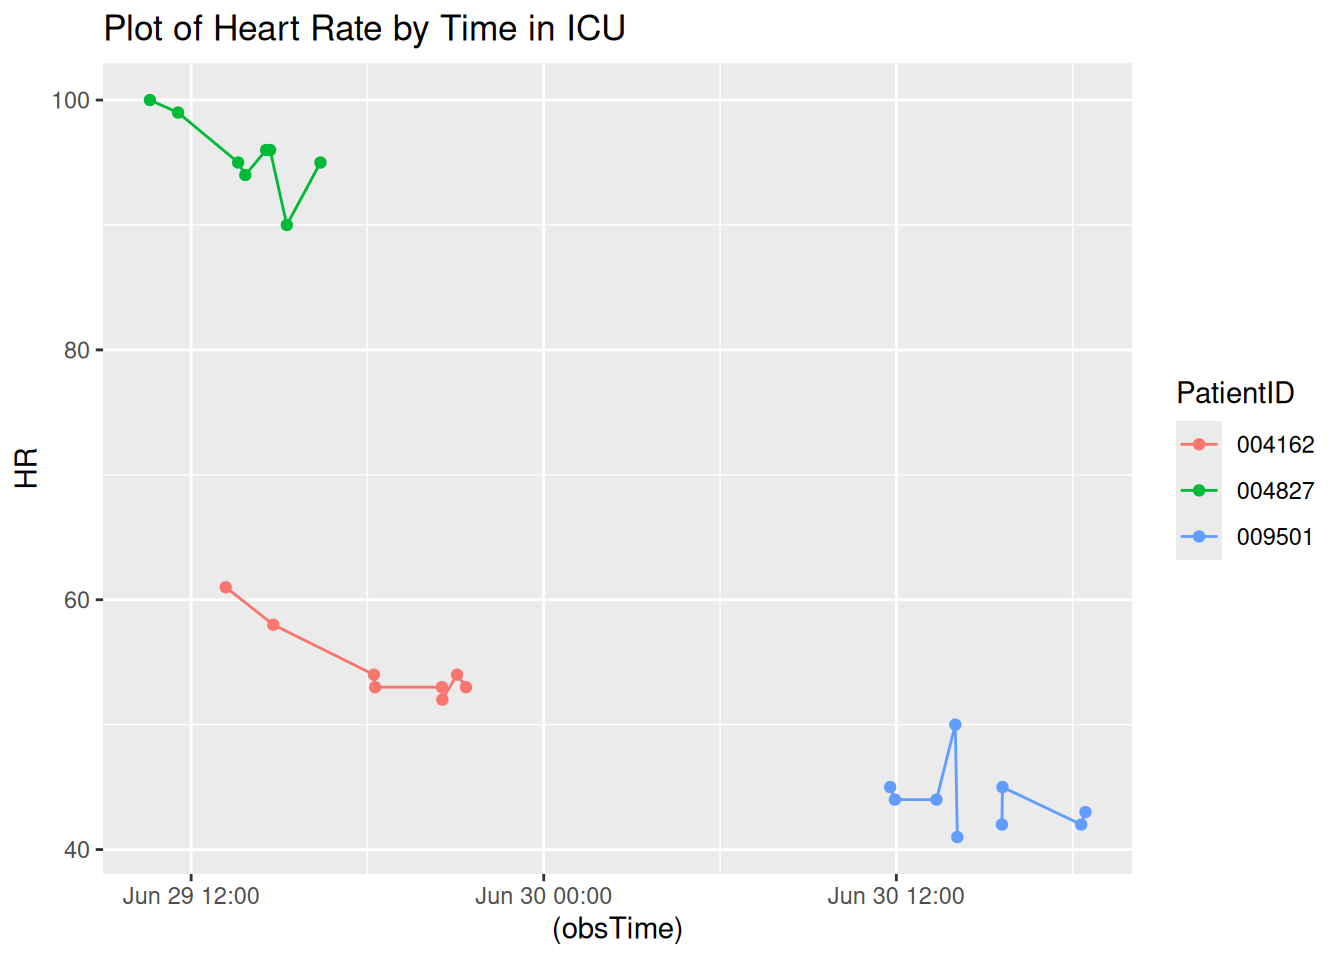 Plot of Heart Rate by Time in ICU
100
80
60
40
HR
Jun 29 12:00
Jun 30 00:00
Jun 30 12:00
(obsTime)
PatientID
004162
004827
009501